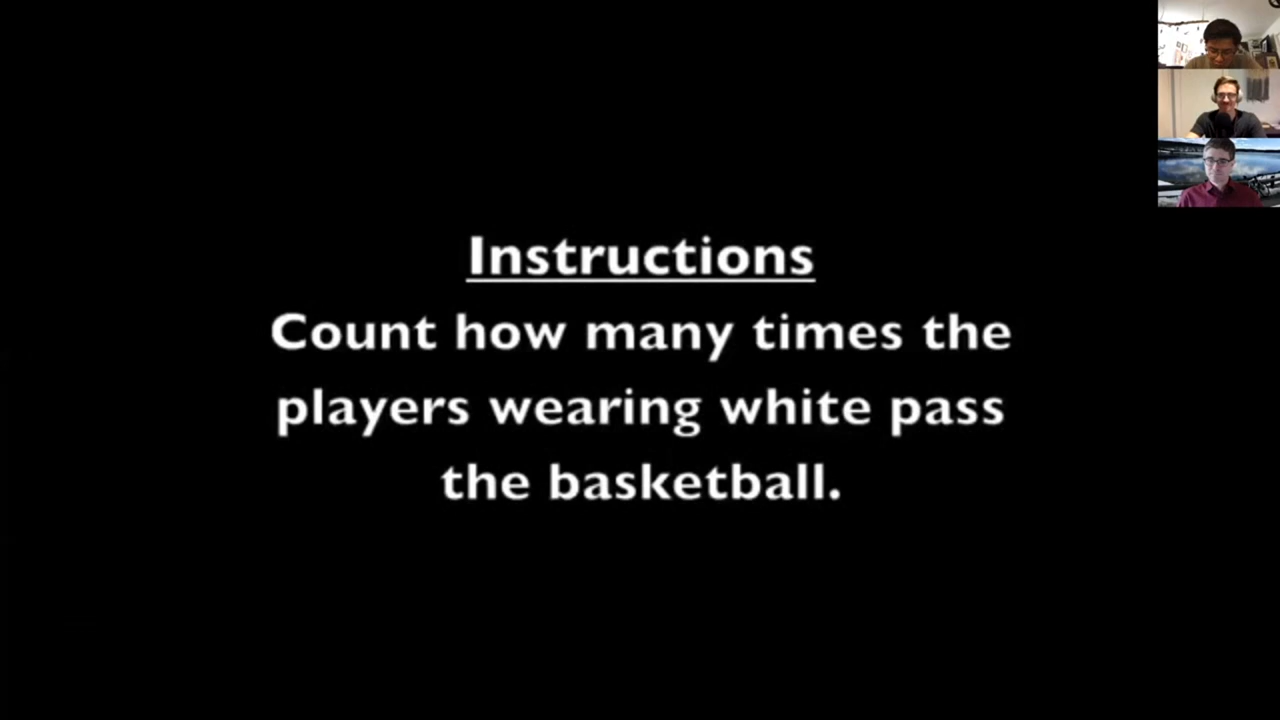 Instructions
Count how many times the
players wearing white pass
the basketball.